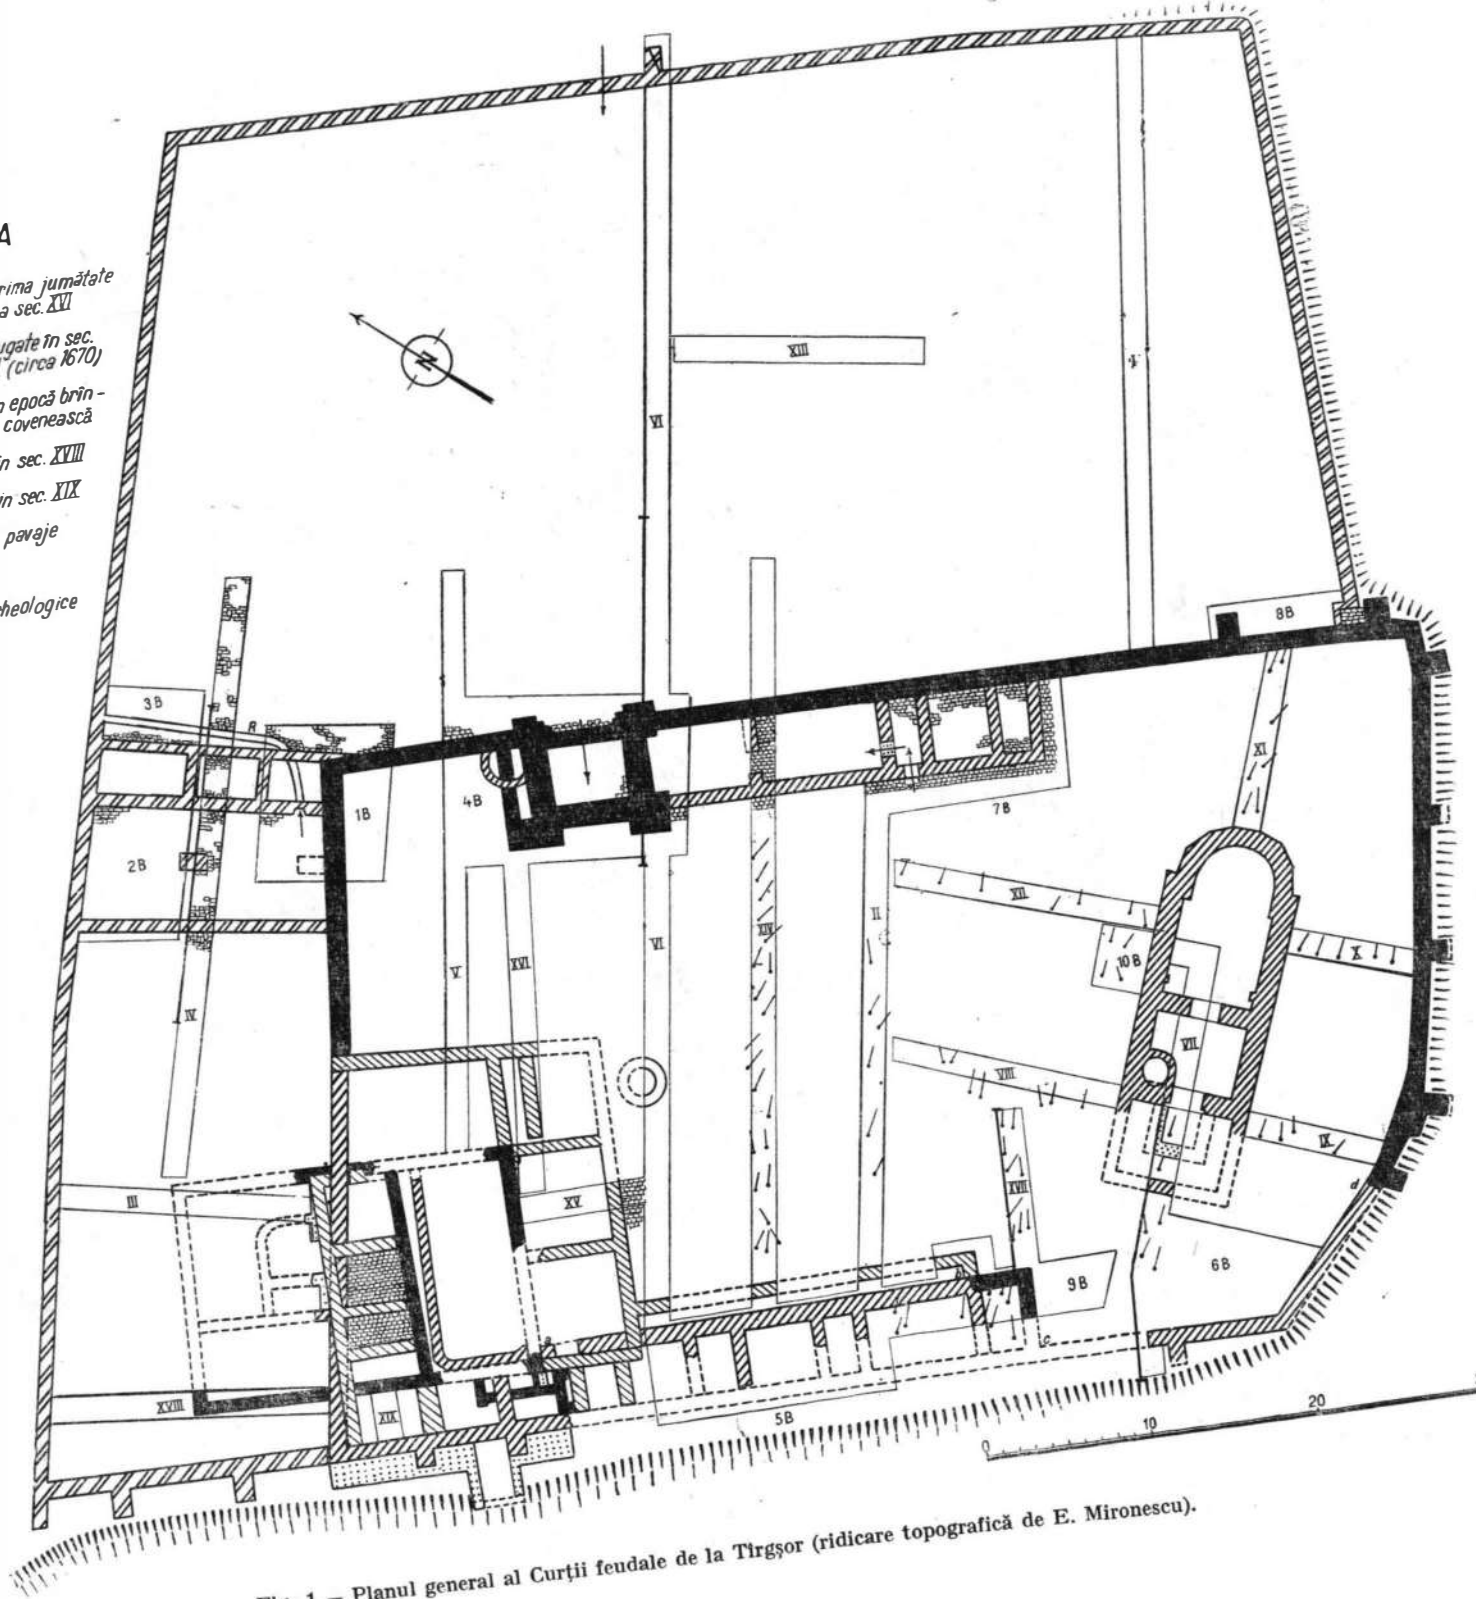 A
rima jumătate
a sec. XVI
ugate în sec.
(circa 1670)
n epocă brîn-
covenească
în sec. XVIII
în sec. XIX
pavaje
heologice
N
XIII
VI
4
8B
3B
R
XI
1B
4B
7B
2B
XII
II
XIV
VI
V
XVI
10B
X
IV
VII
VIII
IX
d
III
XV
XVII
6B
9B
a
c
XVIII
XIX
5B
0
10
20
1 — Planul general al Curții feudale de la Tîrgșor (ridicare topografică de E. Mironescu).